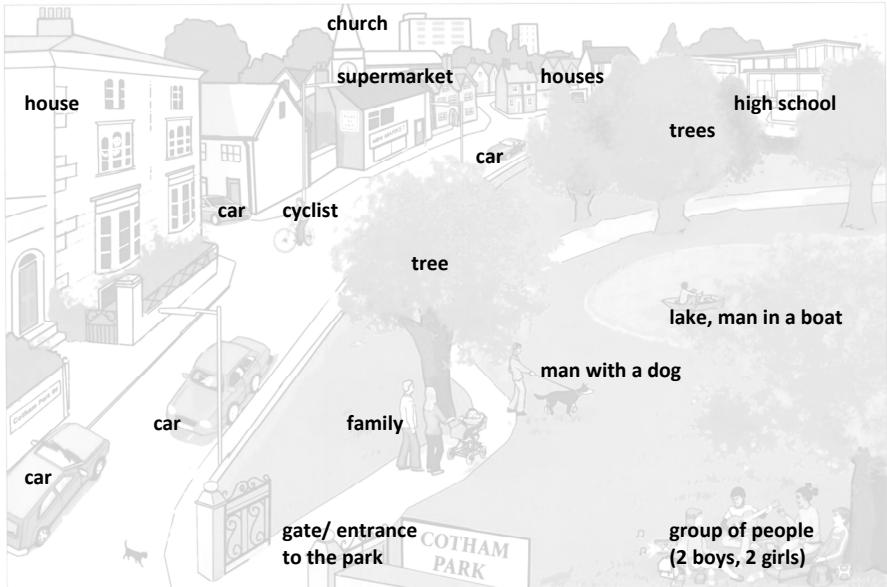 church
supermarket
houses
house
high school
trees
car
car
cyclist
tree
lake, man in a boat
man with a dog
car
family
car
gate/ entrance
to the park
COTHAM
PARK
group of people
(2 boys, 2 girls)